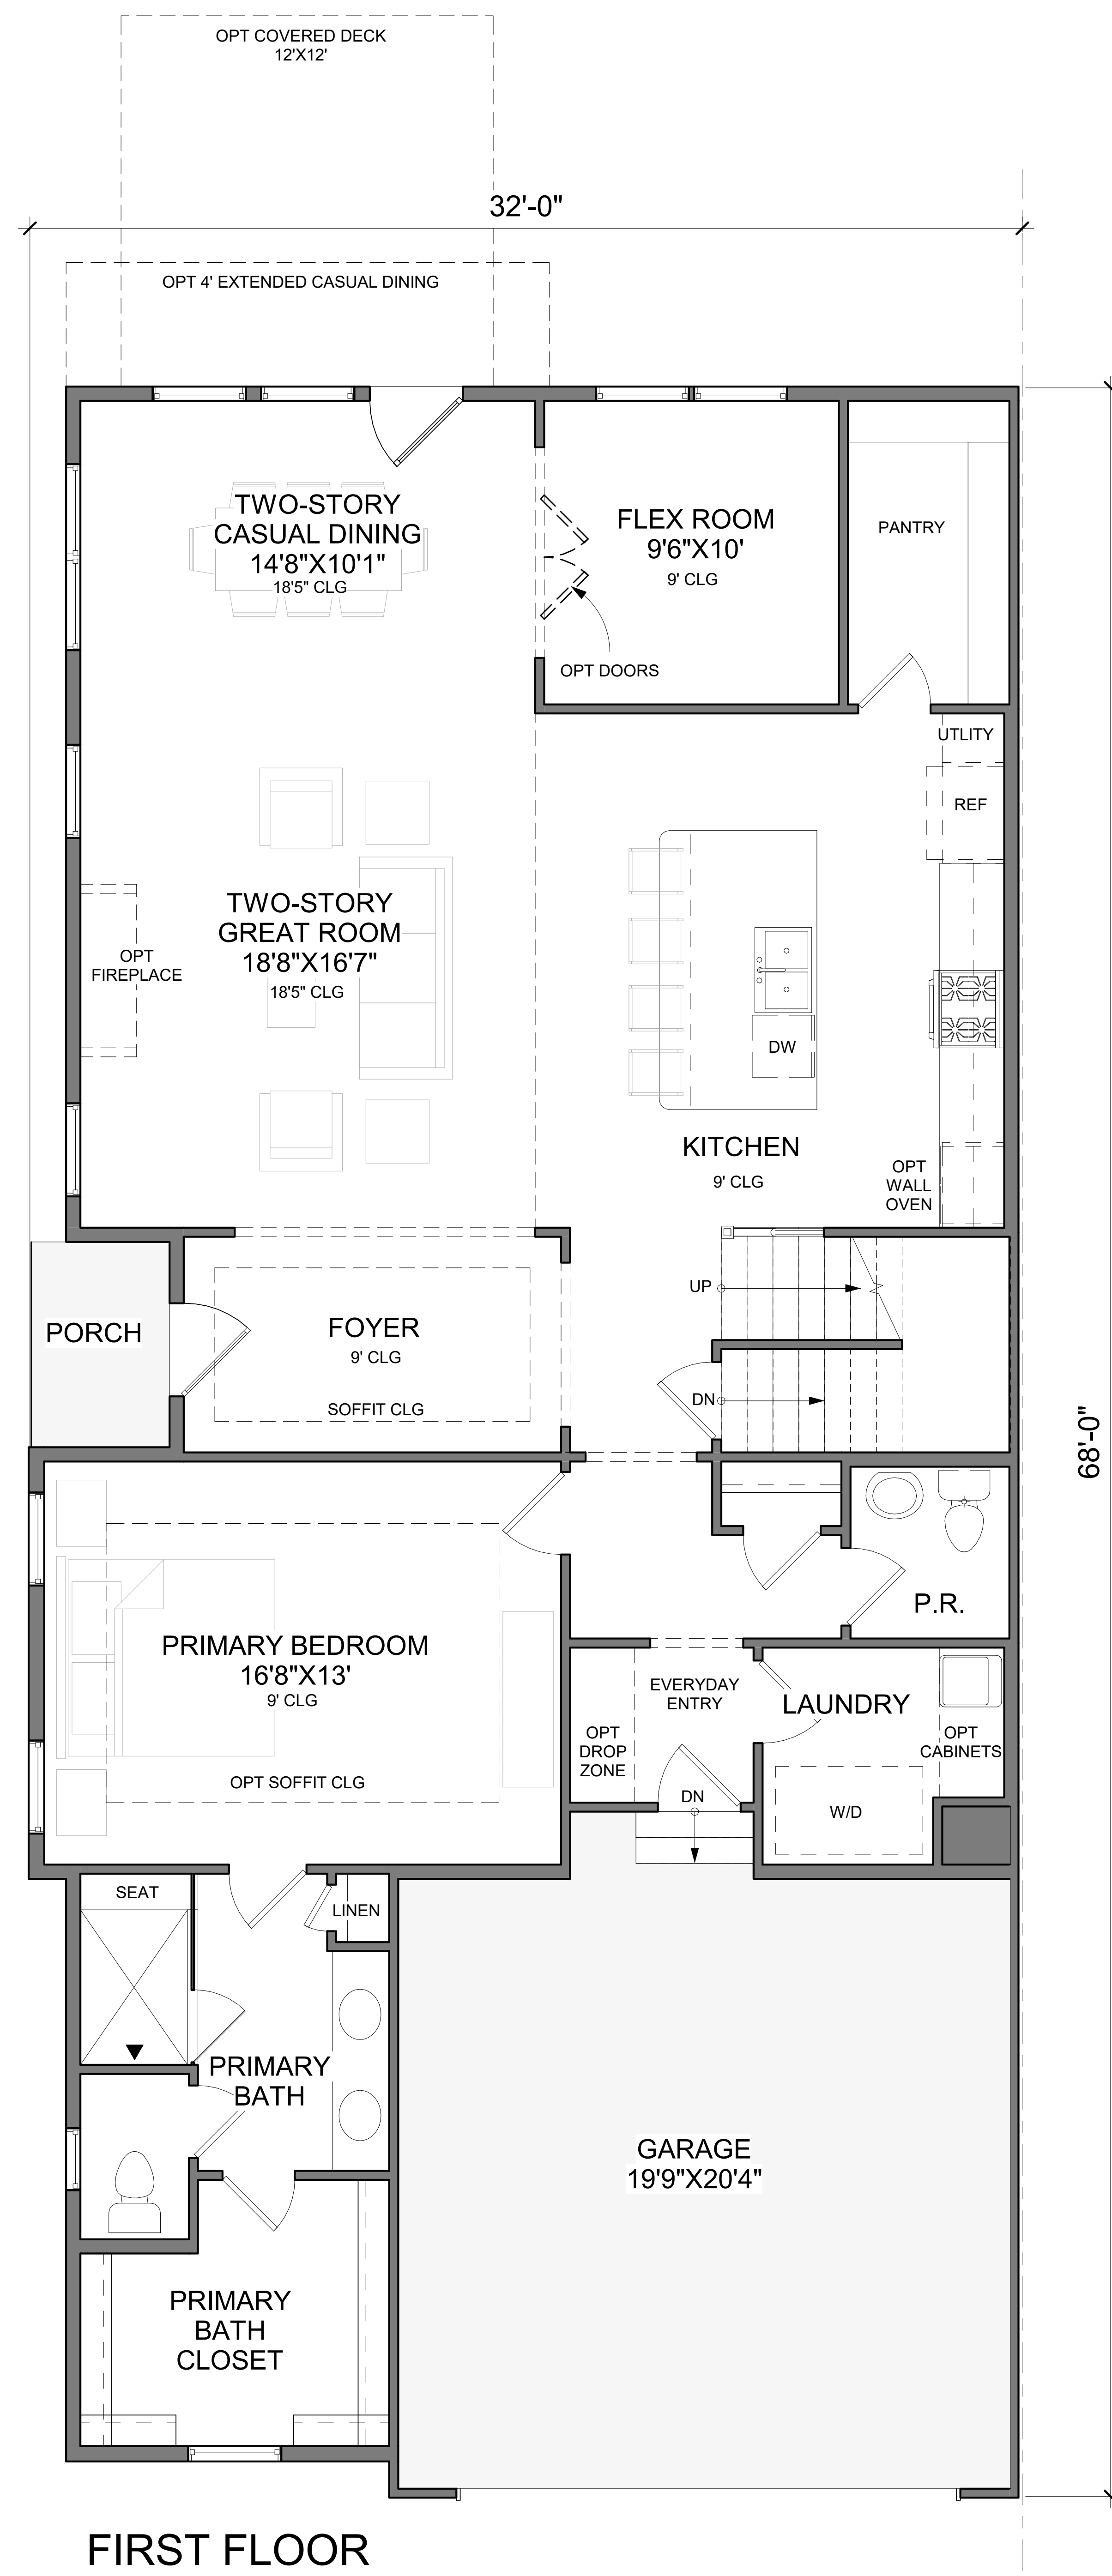 OPT COVERED DECK
12'X12'
32'-0"
OPT 4' EXTENDED CASUAL DINING
TWO-STORY
CASUAL DINING
14'8"X10'1"
18'5" CLG
FLEX ROOM
9'6"X10'
9' CLG
PANTRY
OPT DOORS
UTLITY
REF
TWO-STORY
GREAT ROOM
18'8"X16'7"
18'5" CLG
OPT
FIREPLACE
DW
KITCHEN
9' CLG
OPT
WALL
OVEN
UP
PORCH
FOYER
9' CLG
SOFFIT CLG
DN
68'-0"
P.R.
PRIMARY BEDROOM
16'8"X13'
9' CLG
OPT SOFFIT CLG
EVERYDAY
ENTRY
LAUNDRY
OPT
DROP
ZONE
OPT
CABINETS
DN
W/D
SEAT
LINEN
PRIMARY
BATH
GARAGE
19'9"X20'4"
PRIMARY
BATH
CLOSET
FIRST FLOOR